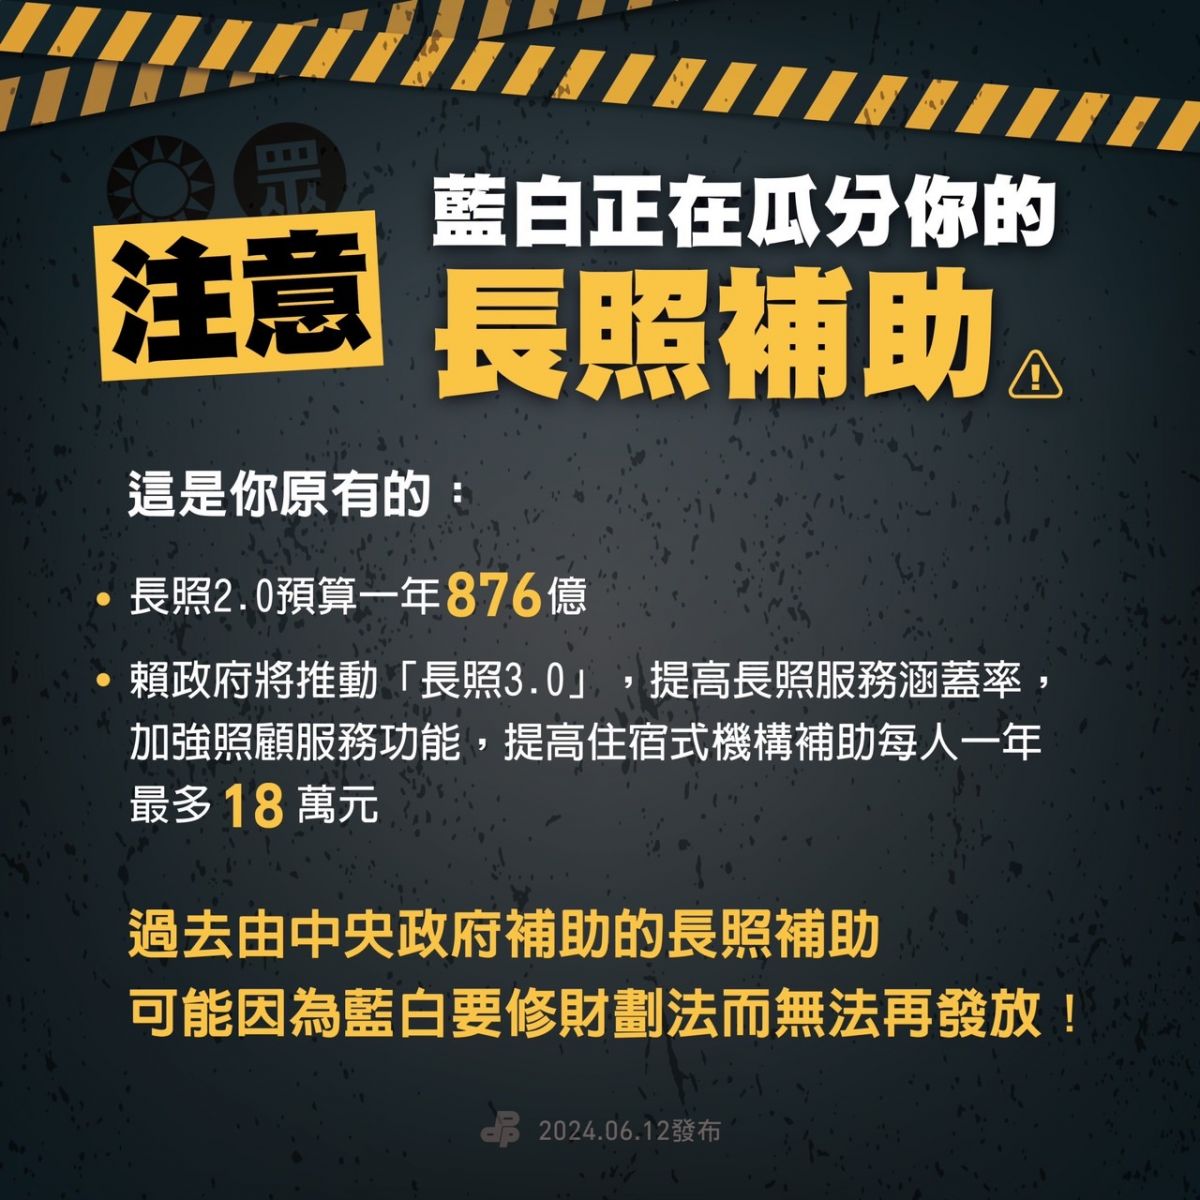 眾
注意
藍白正在瓜分你的
長照補助
這是你原有的：
• 長照2.0預算一年876億
• 賴政府將推動「長照3.0」，提高長照服務涵蓋率，
加強照顧服務功能，提高住宿式機構補助每人一年
最多18萬元
過去由中央政府補助的長照補助
可能因為藍白要修財劃法而無法再發放！
DPP 2024.06.12發布